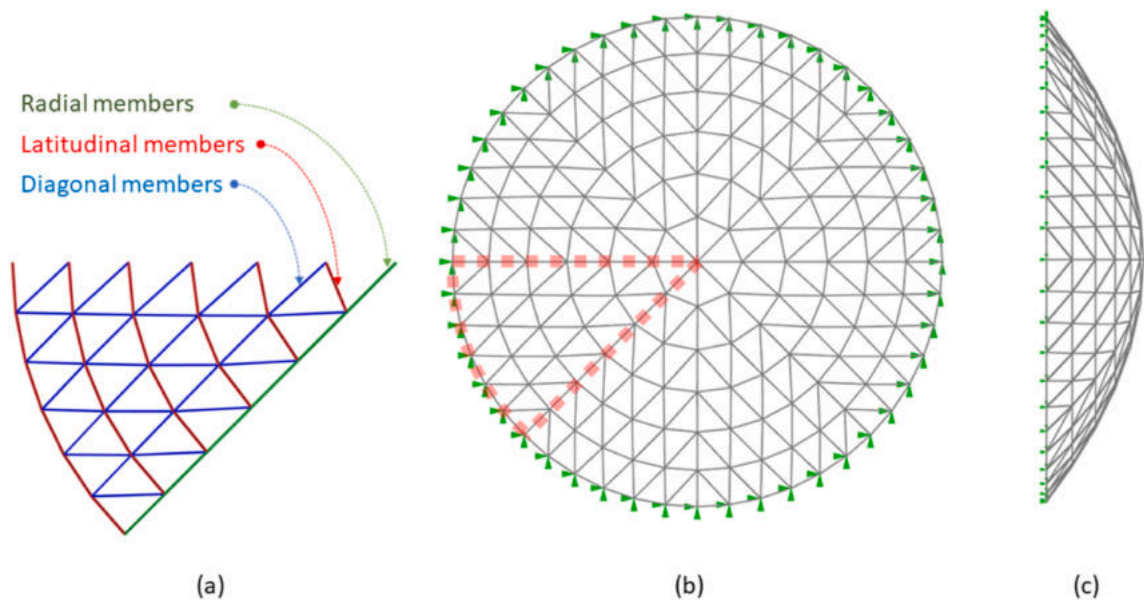 Radial members
Latitudinal members
Diagonal members
(a)
(b)
(c)